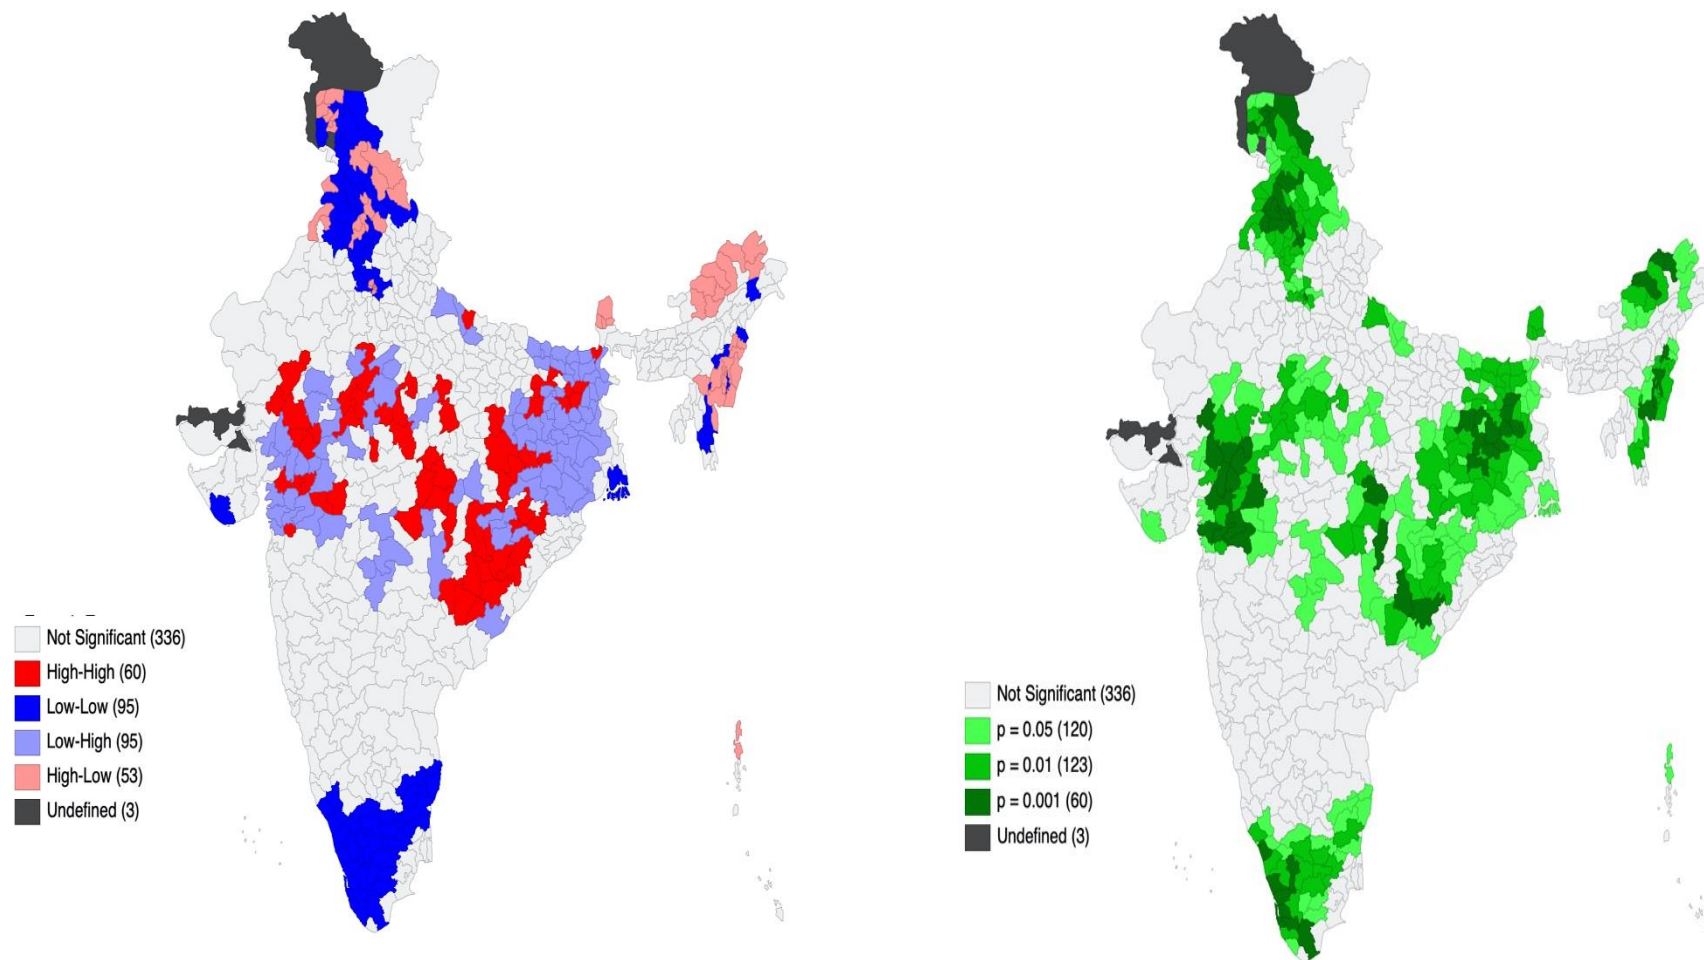 Not Significant (336)
High-High (60)
Low-Low (95)
Low-High (95)
High-Low (53)
Undefined (3)
Not Significant (336)
p = 0.05 (120)
p = 0.01 (123)
p = 0.001 (60)
Undefined (3)